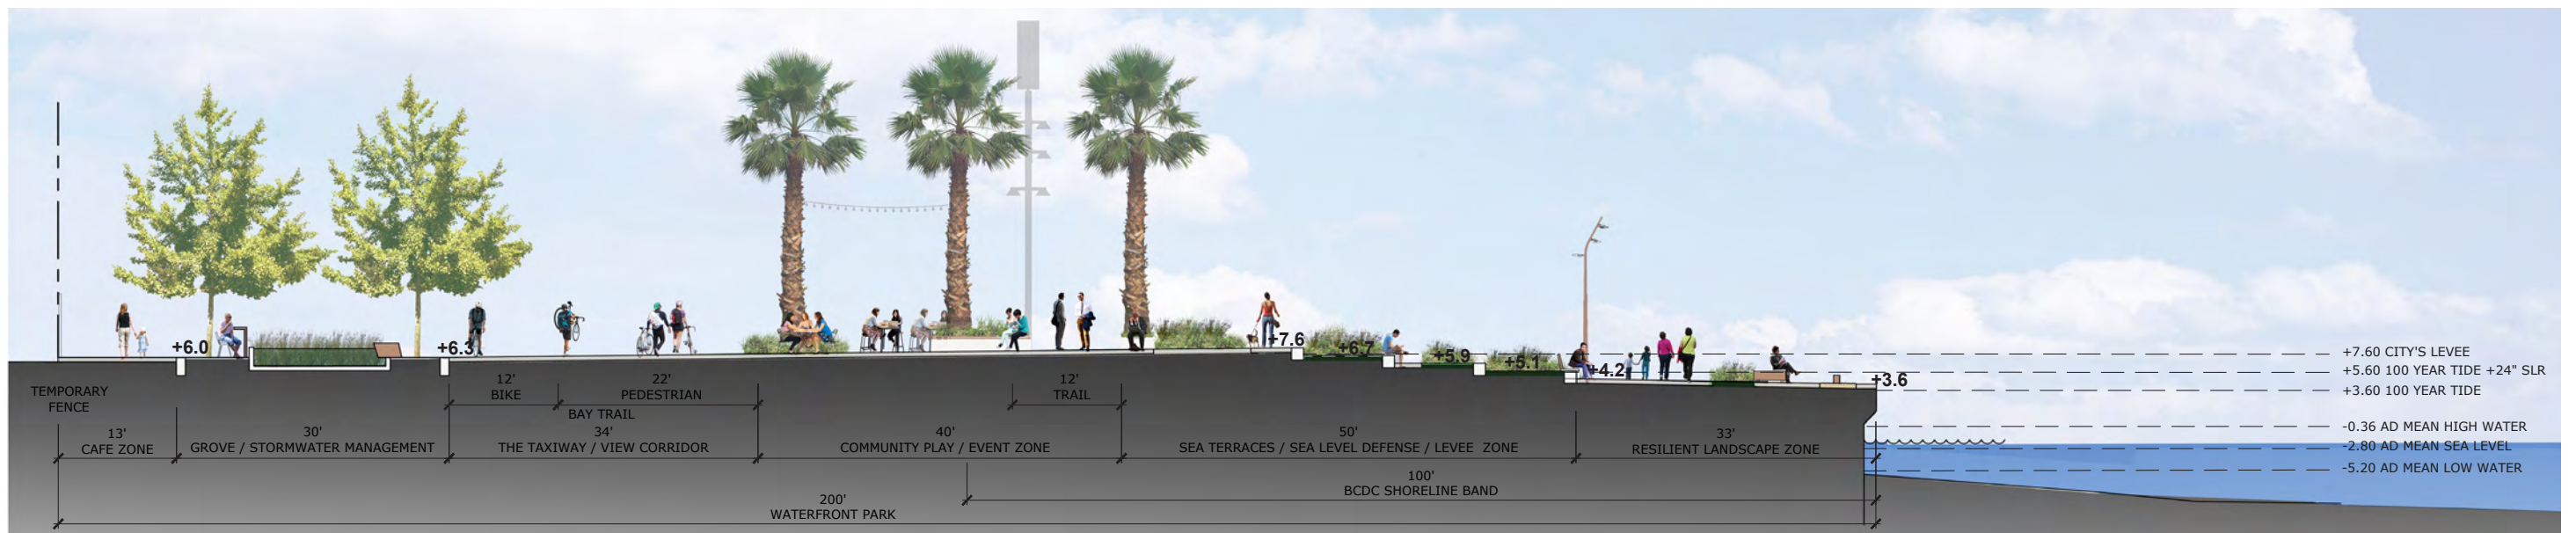 +6.0
+6.3
+7.6
+6.7
+5.9
+5.1
+4.2
+3.6
+7.60 CITY'S LEVEE
+5.60 100 YEAR TIDE +24" SLR
+3.60 100 YEAR TIDE
-0.36 AD MEAN HIGH WATER
-2.80 AD MEAN SEA LEVEL
-5.20 AD MEAN LOW WATER
TEMPORARY
FENCE
12'
BIKE
22'
PEDESTRIAN
BAY TRAIL
12'
TRAIL
13'
CAFE ZONE
30'
GROVE / STORMWATER MANAGEMENT
34'
THE TAXIWAY / VIEW CORRIDOR
40'
COMMUNITY PLAY / EVENT ZONE
50'
SEA TERRACES / SEA LEVEL DEFENSE / LEVEE ZONE
33'
RESILIENT LANDSCAPE ZONE
100'
BCDC SHORELINE BAND
200'
WATERFRONT PARK